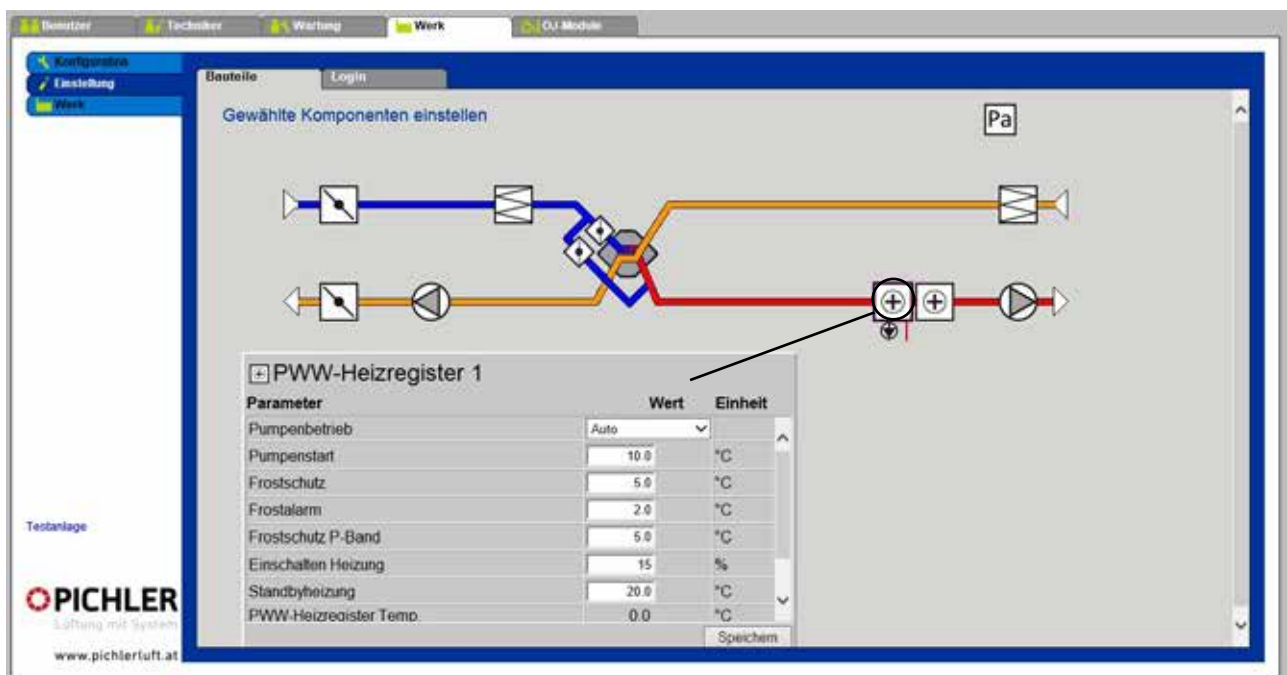 Benutzer Techniker Wartung Werk OJ-Module
Konfiguration
Einstellung
Werk
Bauteile Login
Gewählte Komponenten einstellen
Pa
PWW-Heizregister 1
Parameter Wert Einheit
Pumpenbetrieb Auto
Pumpenstart 10.0 °C
Frostschutz 5.0 °C
Frostalarm 2.0 °C
Frostschutz P-Band 5.0 °C
Einschalten Heizung 15 %
Standbyheizung 20.0 °C
PWW-Heizregister Temp. 0.0 °C
Speichern
Testanlage
PICHLER
Lüftung mit System
www.pichlerluft.at